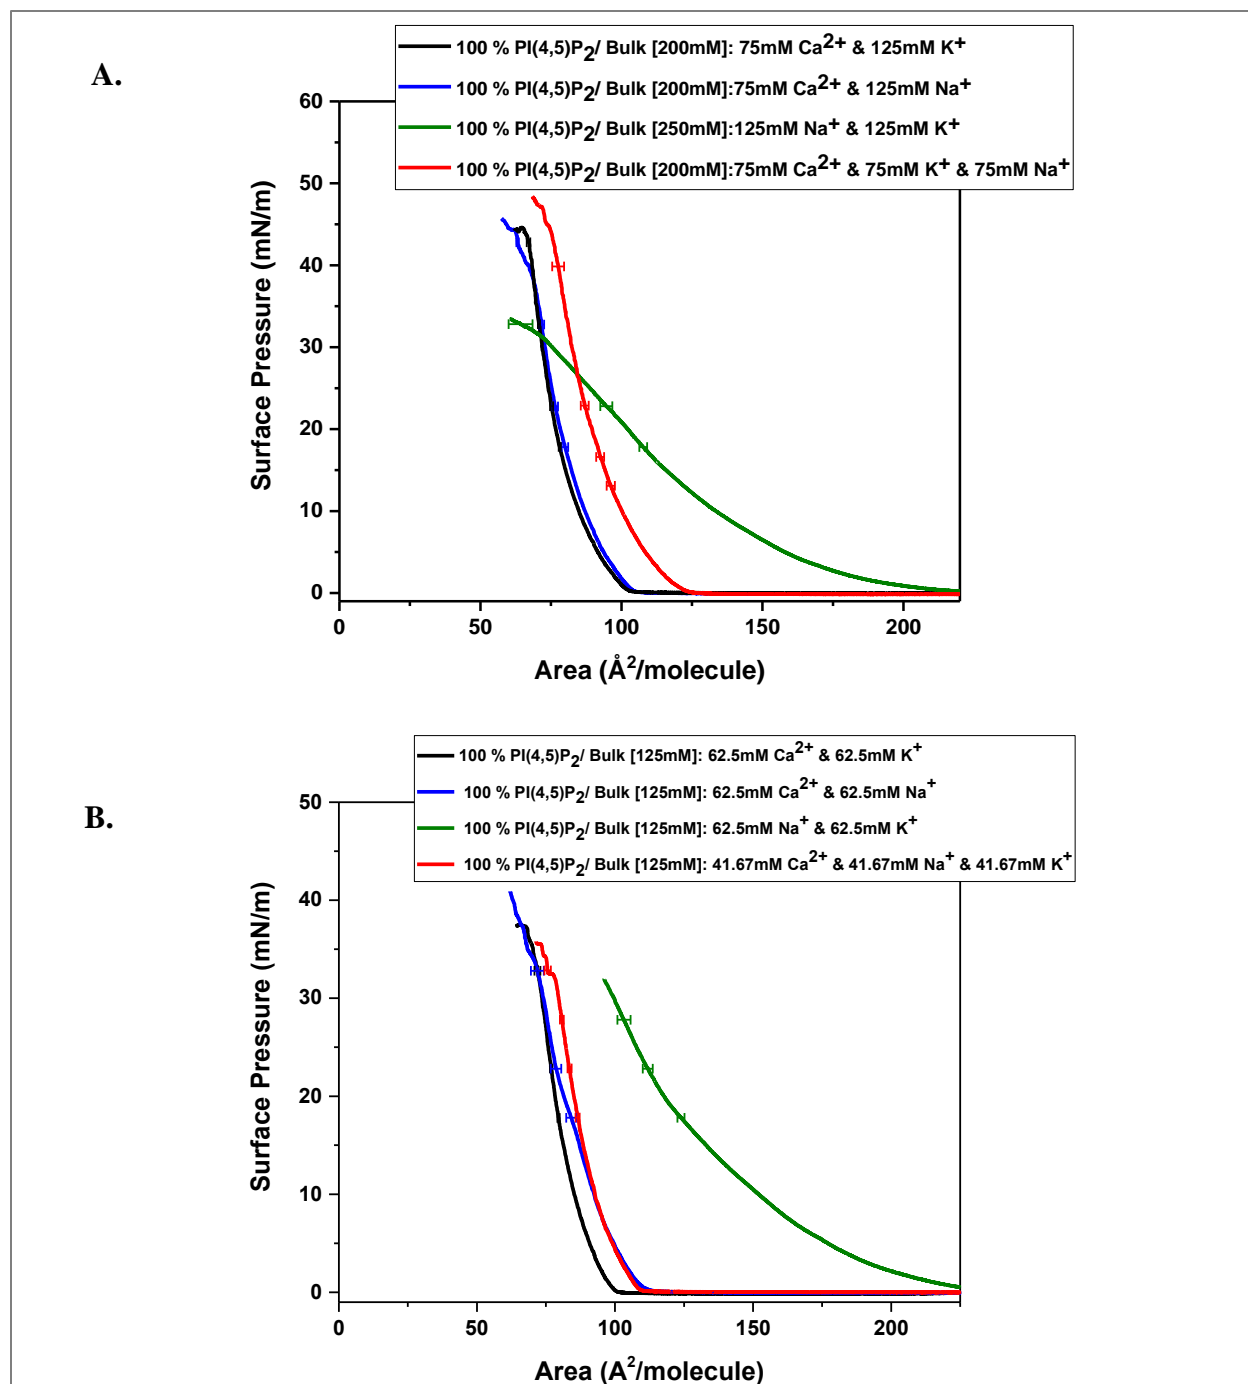 A.
100 % PI(4,5)P₂/ Bulk [200mM]: 75mM Ca²⁺ & 125mM K⁺
100 % PI(4,5)P₂/ Bulk [200mM]:75mM Ca²⁺ & 125mM Na⁺
100 % PI(4,5)P₂/ Bulk [250mM]:125mM Na⁺ & 125mM K⁺
100 % PI(4,5)P₂/ Bulk [200mM]:75mM Ca²⁺ & 75mM K⁺ & 75mM Na⁺
60
50
40
30
20
10
0
Surface Pressure (mN/m)
0 50 100 150 200
Area (Å²/molecule)
B.
100 % PI(4,5)P₂/ Bulk [125mM]: 62.5mM Ca²⁺ & 62.5mM K⁺
100 % PI(4,5)P₂/ Bulk [125mM]: 62.5mM Ca²⁺ & 62.5mM Na⁺
100 % PI(4,5)P₂/ Bulk [125mM]: 62.5mM Na⁺ & 62.5mM K⁺
100 % PI(4,5)P₂/ Bulk [125mM]: 41.67mM Ca²⁺ & 41.67mM Na⁺ & 41.67mM K⁺
50
40
30
20
10
0
Surface Pressure (mN/m)
0 50 100 150 200
Area (A²/molecule)